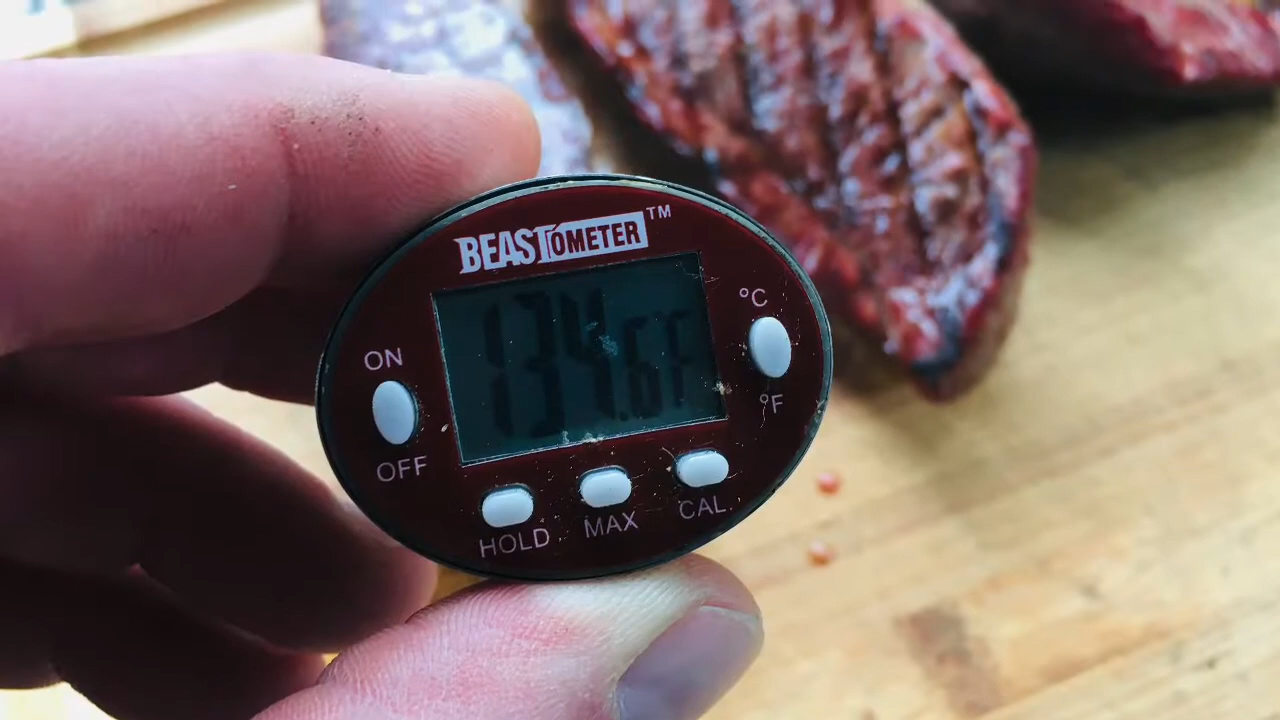 BEASTOMETER™
134.6F
ON
OFF
°C
°F
HOLD
MAX
CAL.